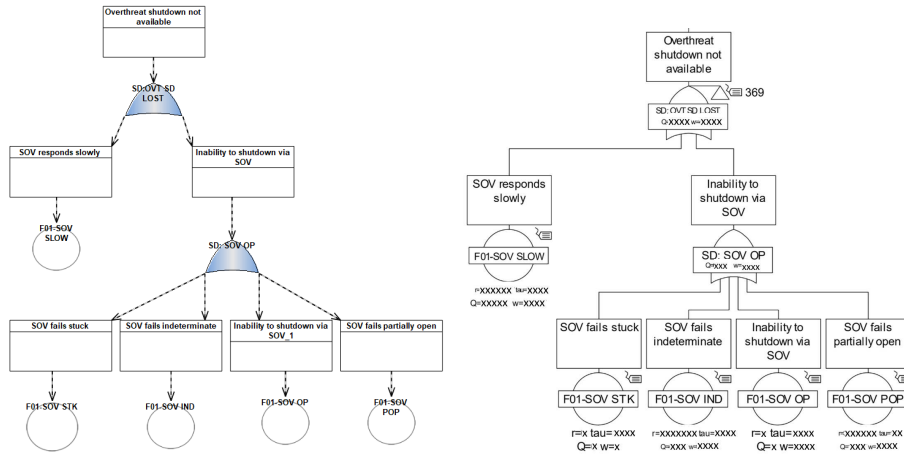 Overthreat shutdown not
available
SD:OVT SD
LOST
SOV responds slowly
Inability to shutdown via
SOV
F01-SOV
SLOW
SD: SOV OP
SOV fails stuck
SOV fails indeterminate
Inability to shutdown via
SOV_1
SOV fails partially open
F01-SOV STK
F01-SOV IND
F01-SOV OP
F01-SOV
POP
Overthreat
shutdown not
available
369
SD: OVT SD LOST
Q=XXXX w=XXXX
SOV responds
slowly
Inability to
shutdown via
SOV
F01-SOV SLOW
r=XXXXXX tau=XXXX
Q=XXXXX w=XXXX
SD: SOV OP
Q=XXX w=XXXX
SOV fails stuck
SOV fails
indeterminate
Inability to
shutdown via
SOV
SOV fails
partially open
F01-SOV STK
F01-SOV IND
F01-SOV OP
F01-SOV POP
r=x tau=XXXX
Q=x w=x
r=XXXXXXX tau=XXXX
Q=XXX w=XXXX
r=x tau=XXXX
Q=x w=XXXX
r=XXXXXX tau=XX
Q=XXX w=XXXX